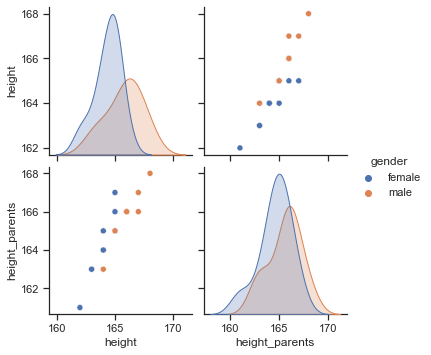 168
166
164
162
height
168
166
164
162
height_parents
160
165
170
height
160
165
170
height_parents
gender
female
male